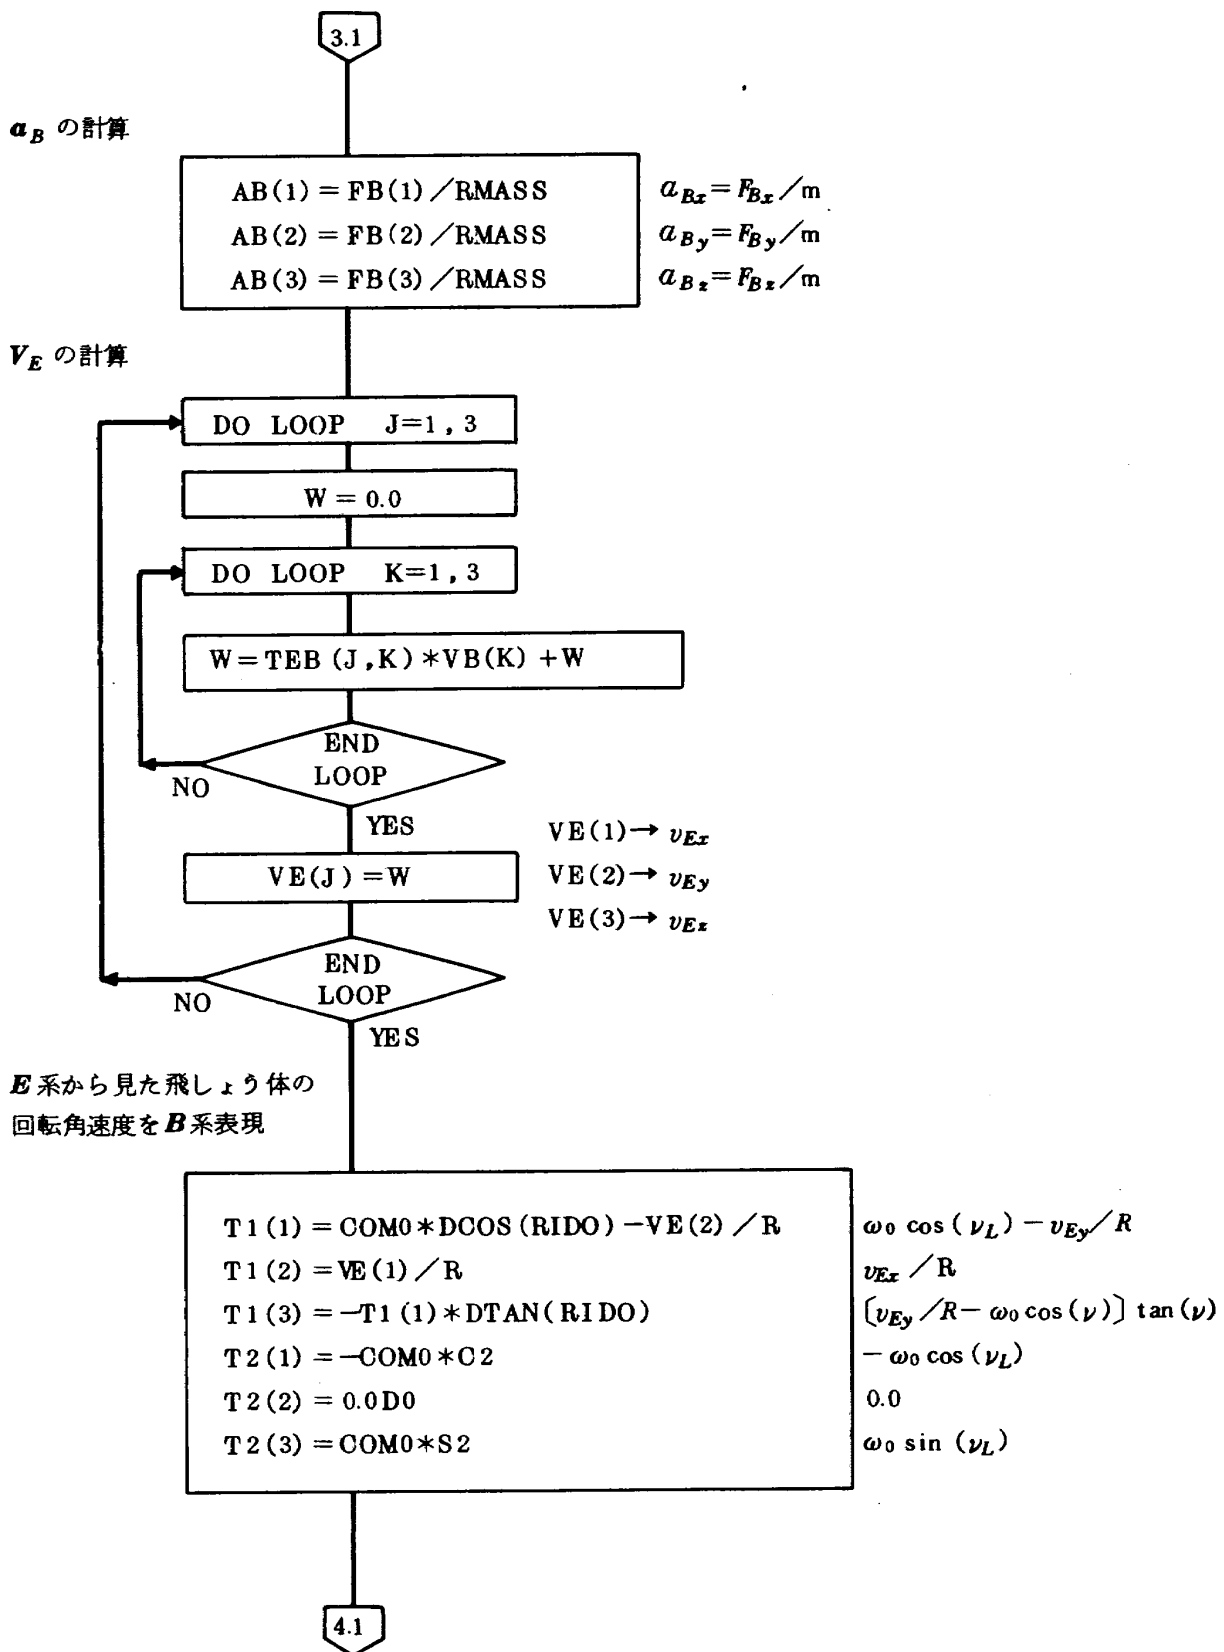 3.1
a_B の計算
AB(1)=FB(1)/RMASS a_Bx=F_Bx/m
AB(2)=FB(2)/RMASS a_By=F_By/m
AB(3)=FB(3)/RMASS a_Bz=F_Bz/m
V_E の計算
DO LOOP J=1,3
W=0.0
DO LOOP K=1,3
W=TEB(J,K)*VB(K)+W
END
LOOP
NO
YES
VE(1)→ v_Ex
VE(J)=W VE(2)→ v_Ey
VE(3)→ v_Ez
END
LOOP
NO
YES
E系から見た飛しょう体の
回転角速度をB系表現
T1(1)=COM0*DCOS(RIDO)-VE(2)/R ω₀ cos(ν_L)-v_Ey/R
T1(2)=VE(1)/R v_Ex/R
T1(3)=-T1(1)*DTAN(RIDO) [v_Ey/R-ω₀cos(ν)]tan(ν)
T2(1)=-COM0*C2 -ω₀cos(ν_L)
T2(2)=0.0D0 0.0
T2(3)=COM0*S2 ω₀ sin(ν_L)
4.1